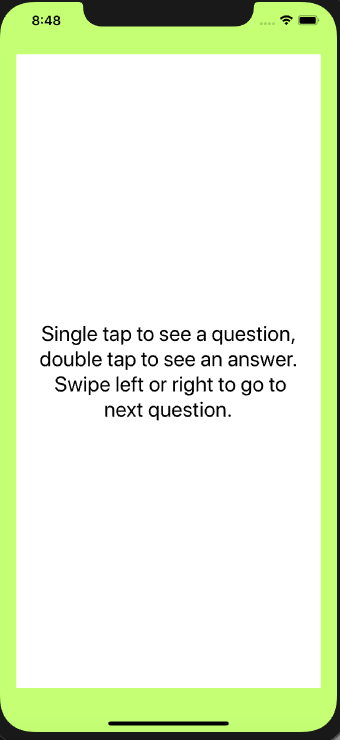 8:48
Single tap to see a question,
double tap to see an answer.
Swipe left or right to go to
next question.